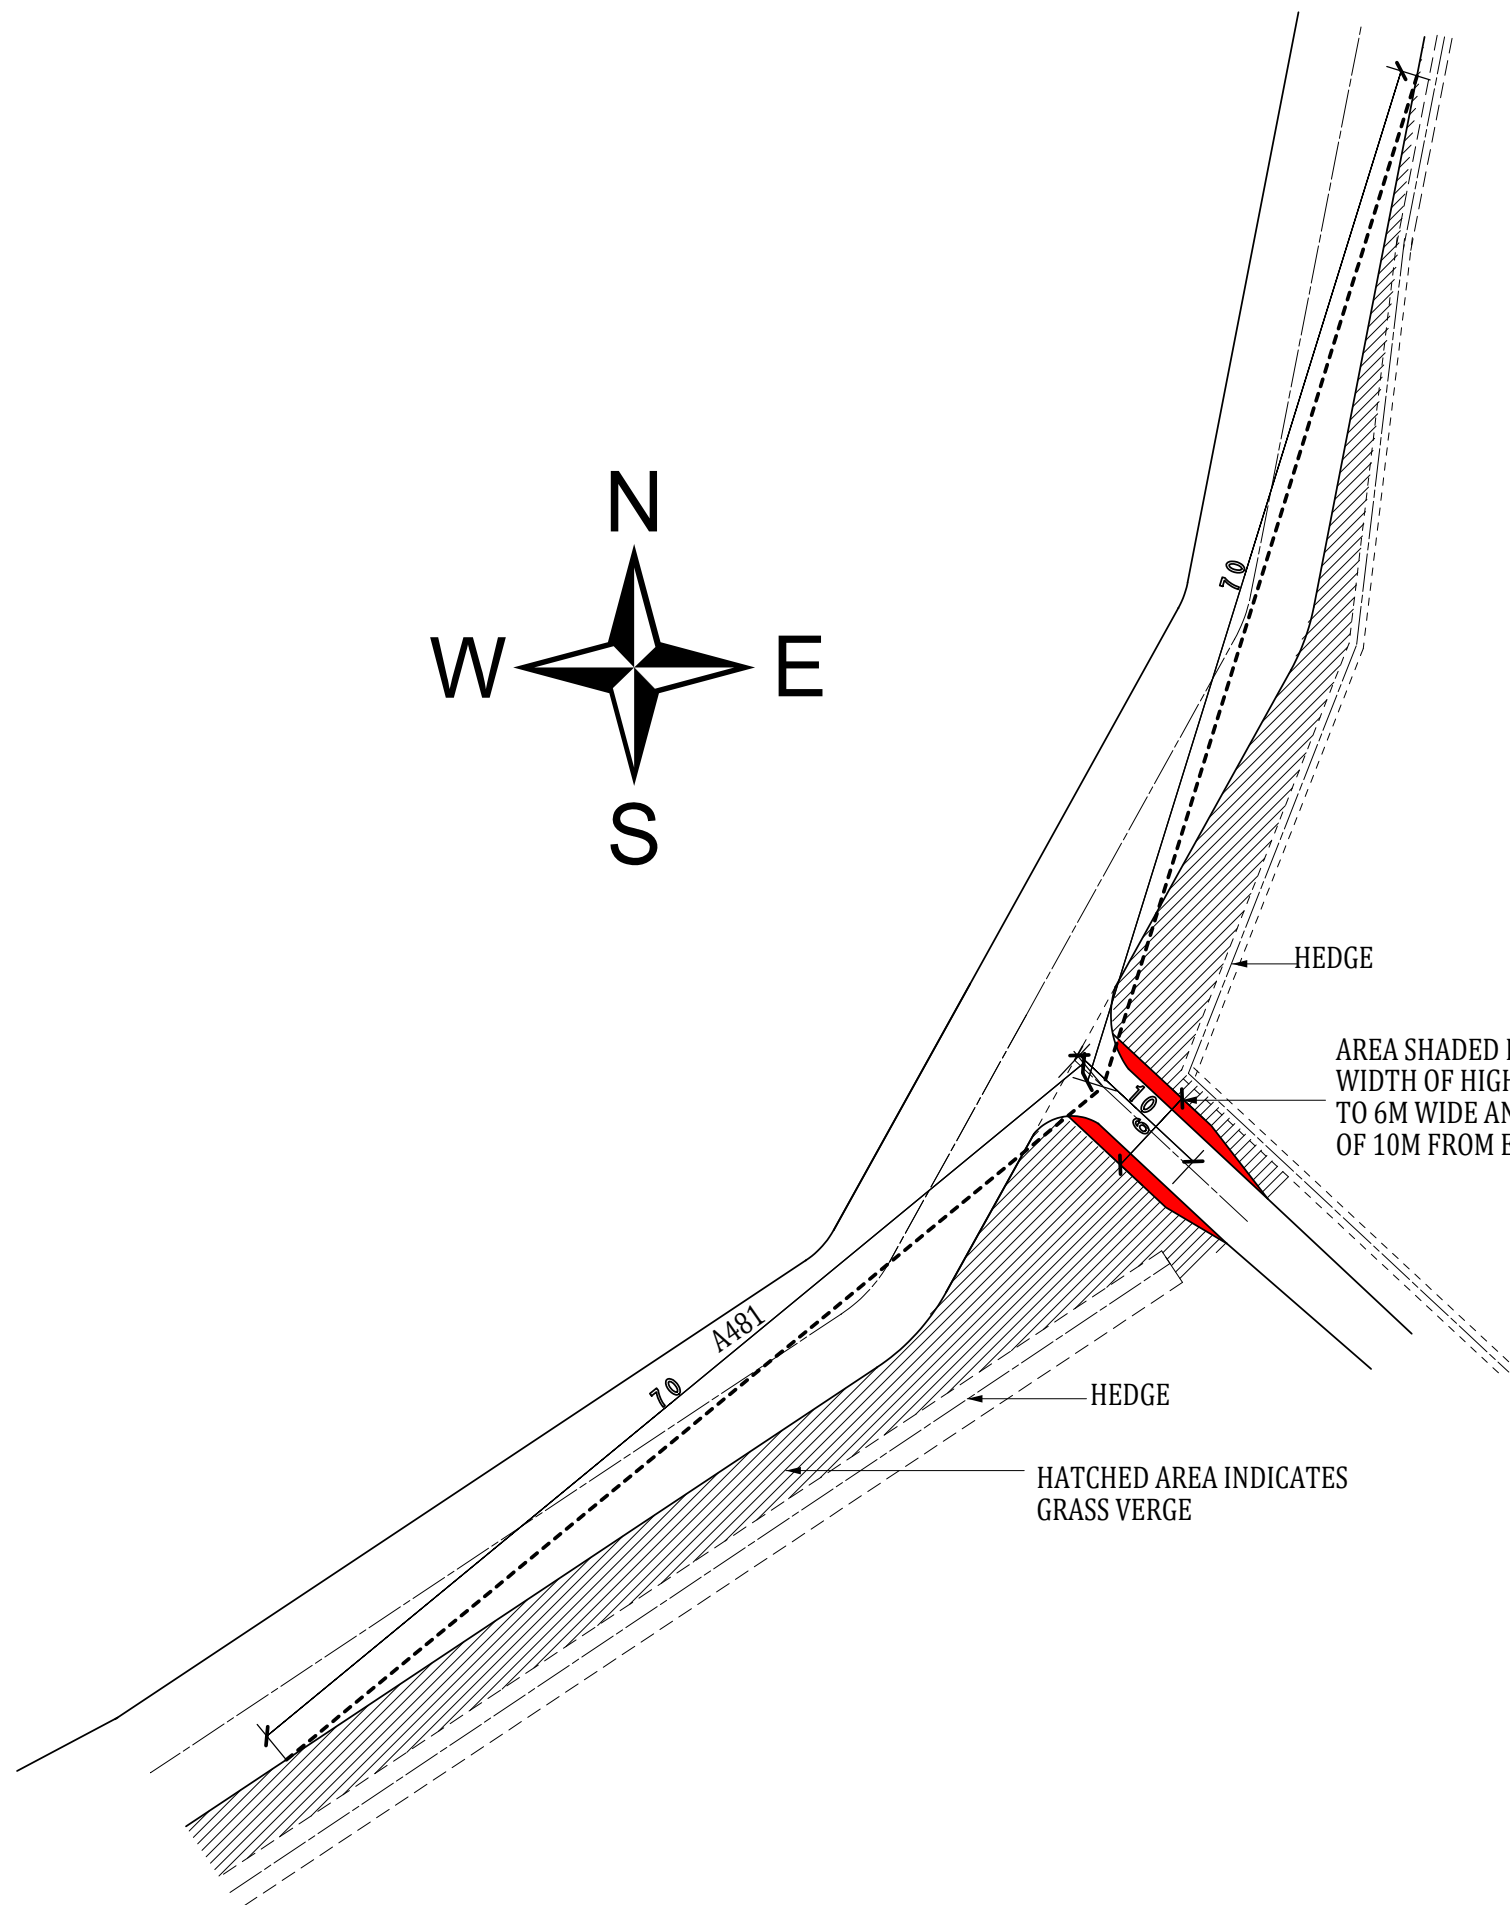 N
W
E
S
70
HEDGE
AREA SHADED
WIDTH OF HIGH
TO 6M WIDE AN
OF 10M FROM E
10
6
A481
70
HEDGE
HATCHED AREA INDICATES
GRASS VERGE